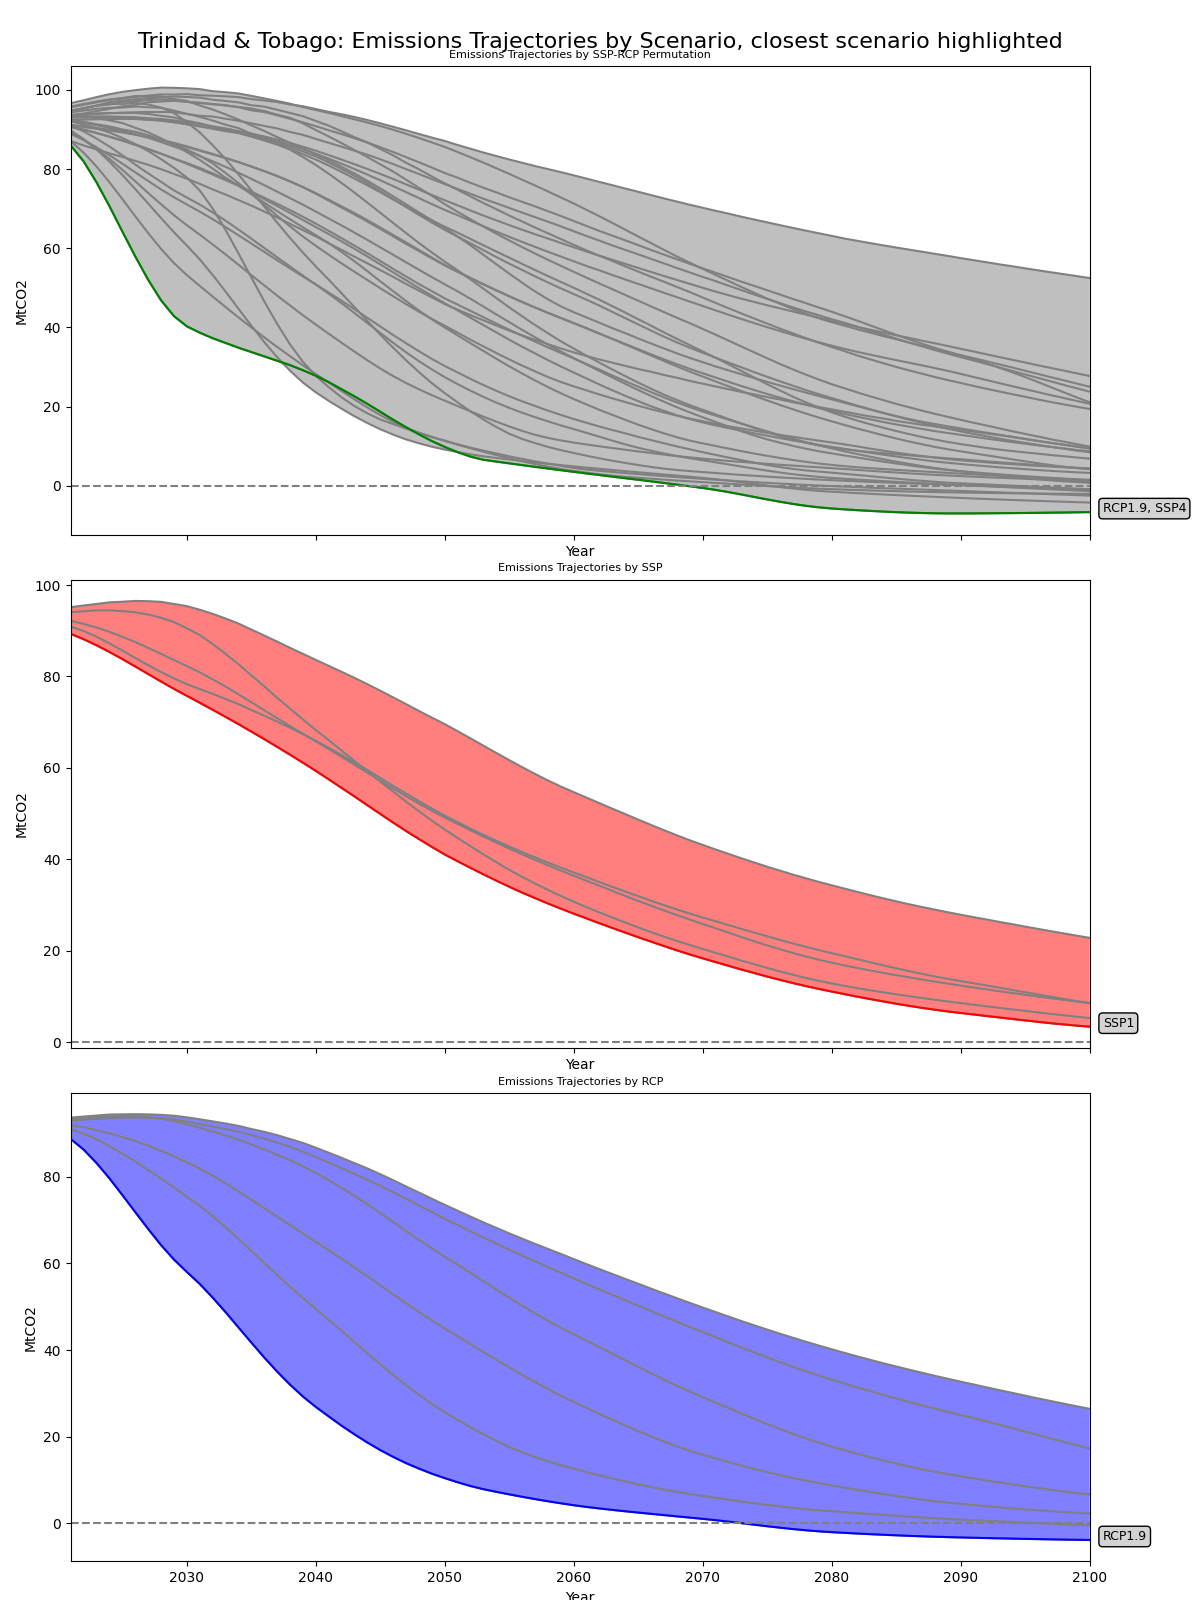 Trinidad & Tobago: Emissions Trajectories by Scenario, closest scenario highlighted
Emissions Trajectories by SSP-RCP Permutation
100
80
60
40
20
0
MtCO2
RCP1.9, SSP4
Year
Emissions Trajectories by SSP
100
80
60
40
20
0
MtCO2
SSP1
Year
Emissions Trajectories by RCP
80
60
40
20
0
MtCO2
RCP1.9
2030 2040 2050 2060 2070 2080 2090 2100
Year